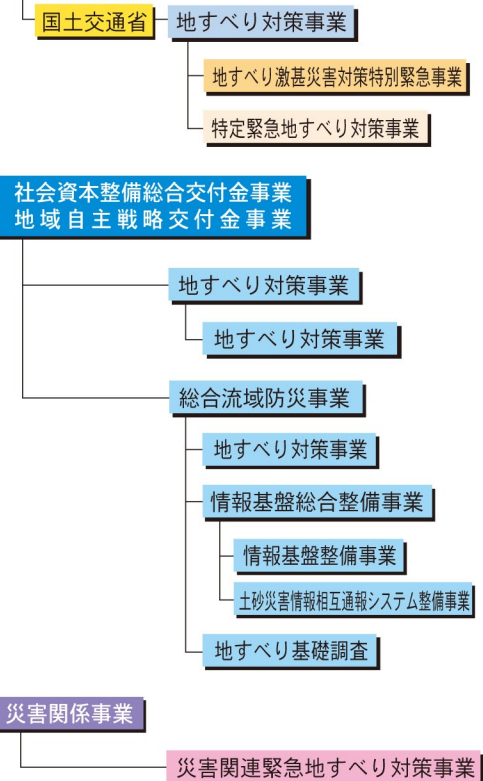 国土交通省
地すべり対策事業
地すべり激甚災害対策特別緊急事業
特定緊急地すべり対策事業
社会資本整備総合交付金事業
地域自主戦略交付金事業
地すべり対策事業
地すべり対策事業
総合流域防災事業
地すべり対策事業
情報基盤総合整備事業
情報基盤整備事業
土砂災害情報相互通報システム整備事業
地すべり基礎調査
災害関係事業
災害関連緊急地すべり対策事業